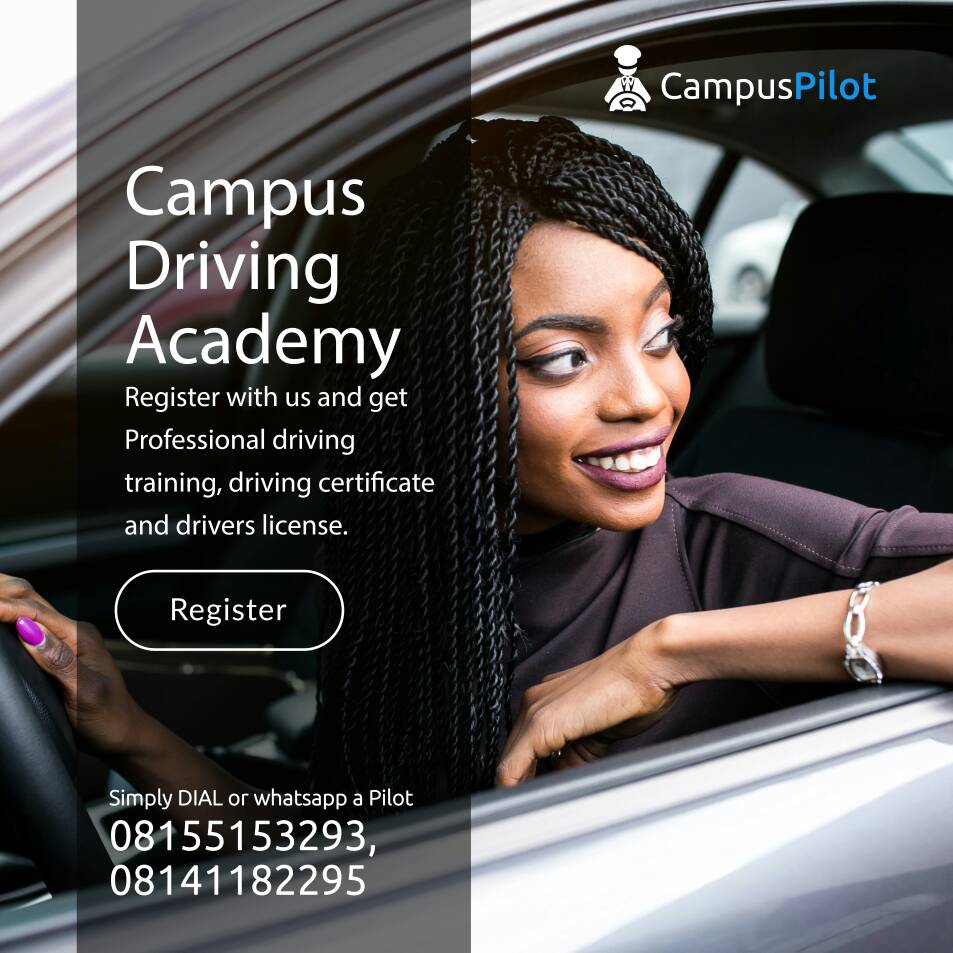 CampusPilot
Campus
Driving
Academy
Register with us and get
Professional driving
training, driving certificate
and drivers license.
Register
Simply DIAL or whatsapp a Pilot
08155153293,
08141182295